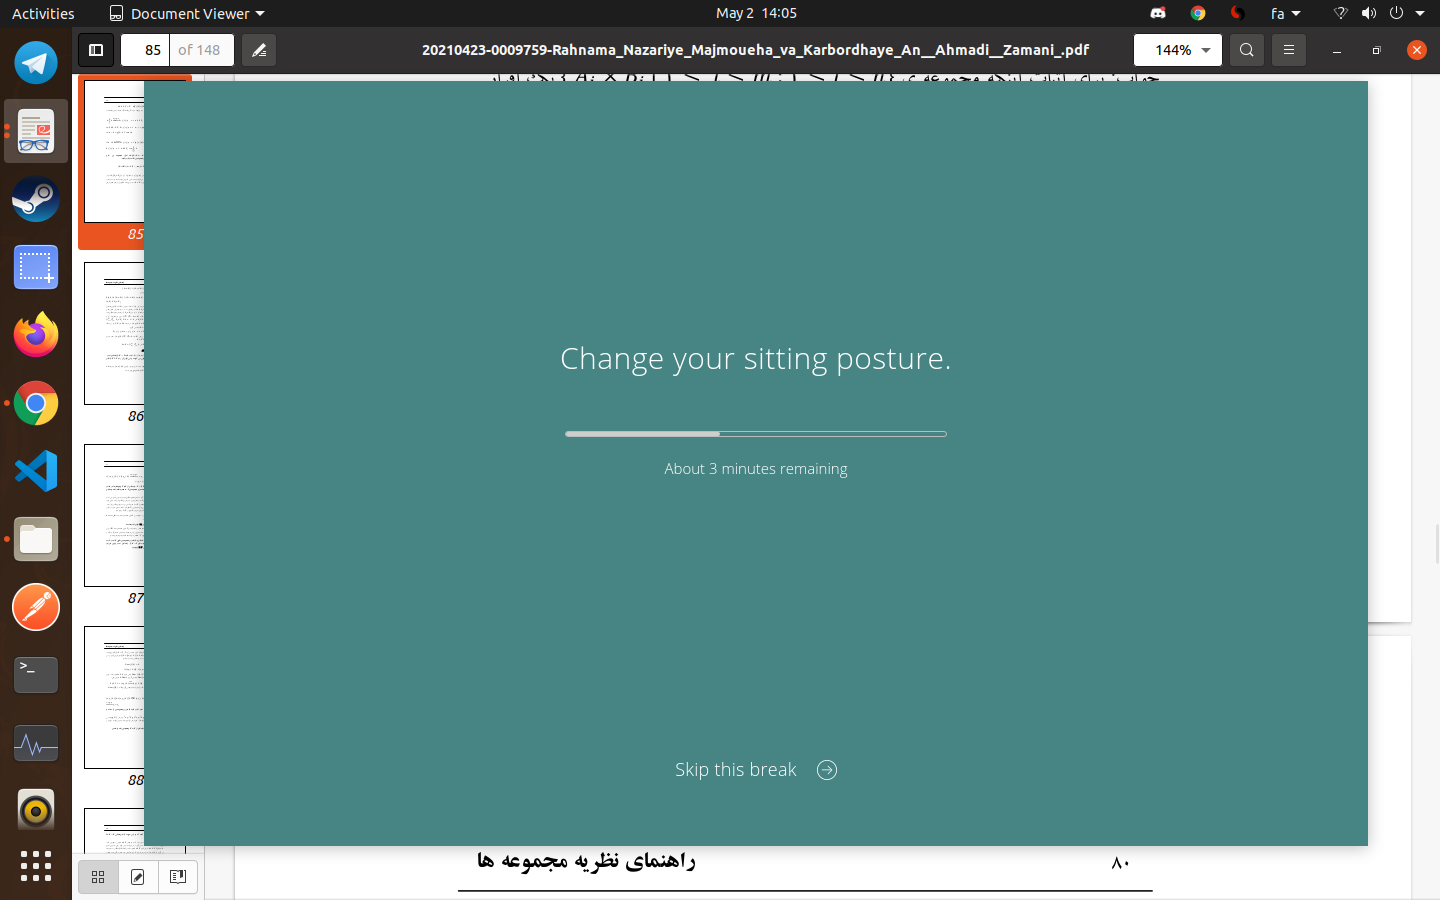 Activities
Document Viewer
May 2 14:05
fa
85
of 148
20210423-0009759-Rahnama_Nazariye_Majmoueha_va_Karbordhaye_An__Ahmadi__Zamani_.pdf
144%
85
86
87
88
Change your sitting posture.
About 3 minutes remaining
Skip this break
راهنمای نظریه مجموعه ها
۸۰